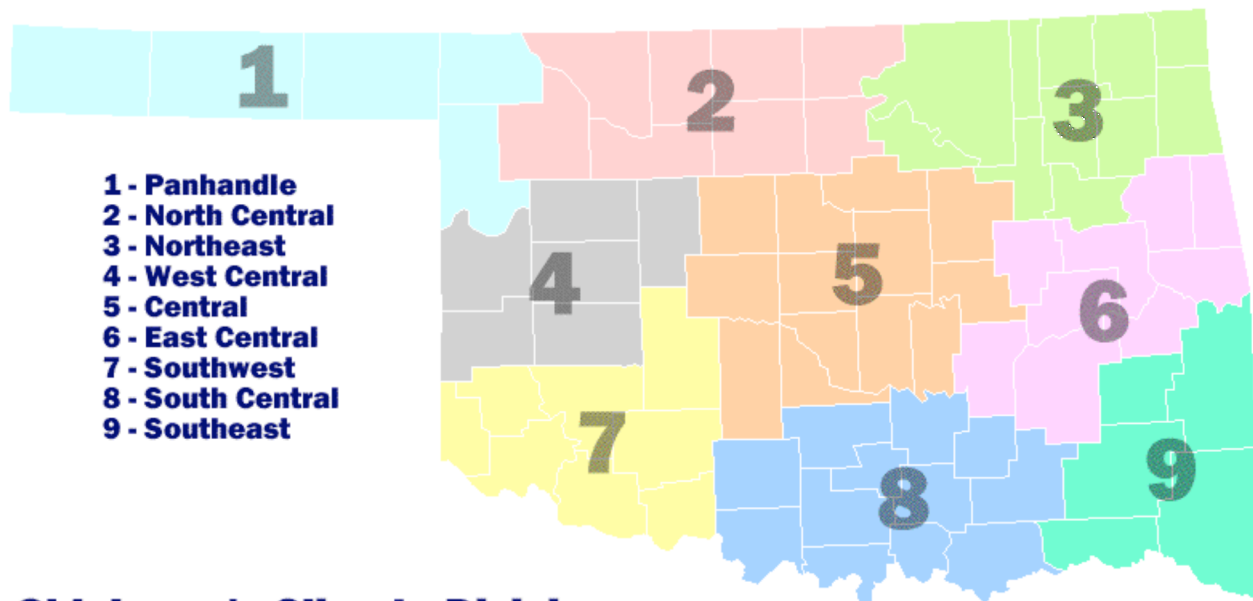 1
2
3
1 - Panhandle
2 - North Central
3 - Northeast
4 - West Central
5 - Central
6 - East Central
7 - Southwest
8 - South Central
9 - Southeast
4
5
6
7
8
9